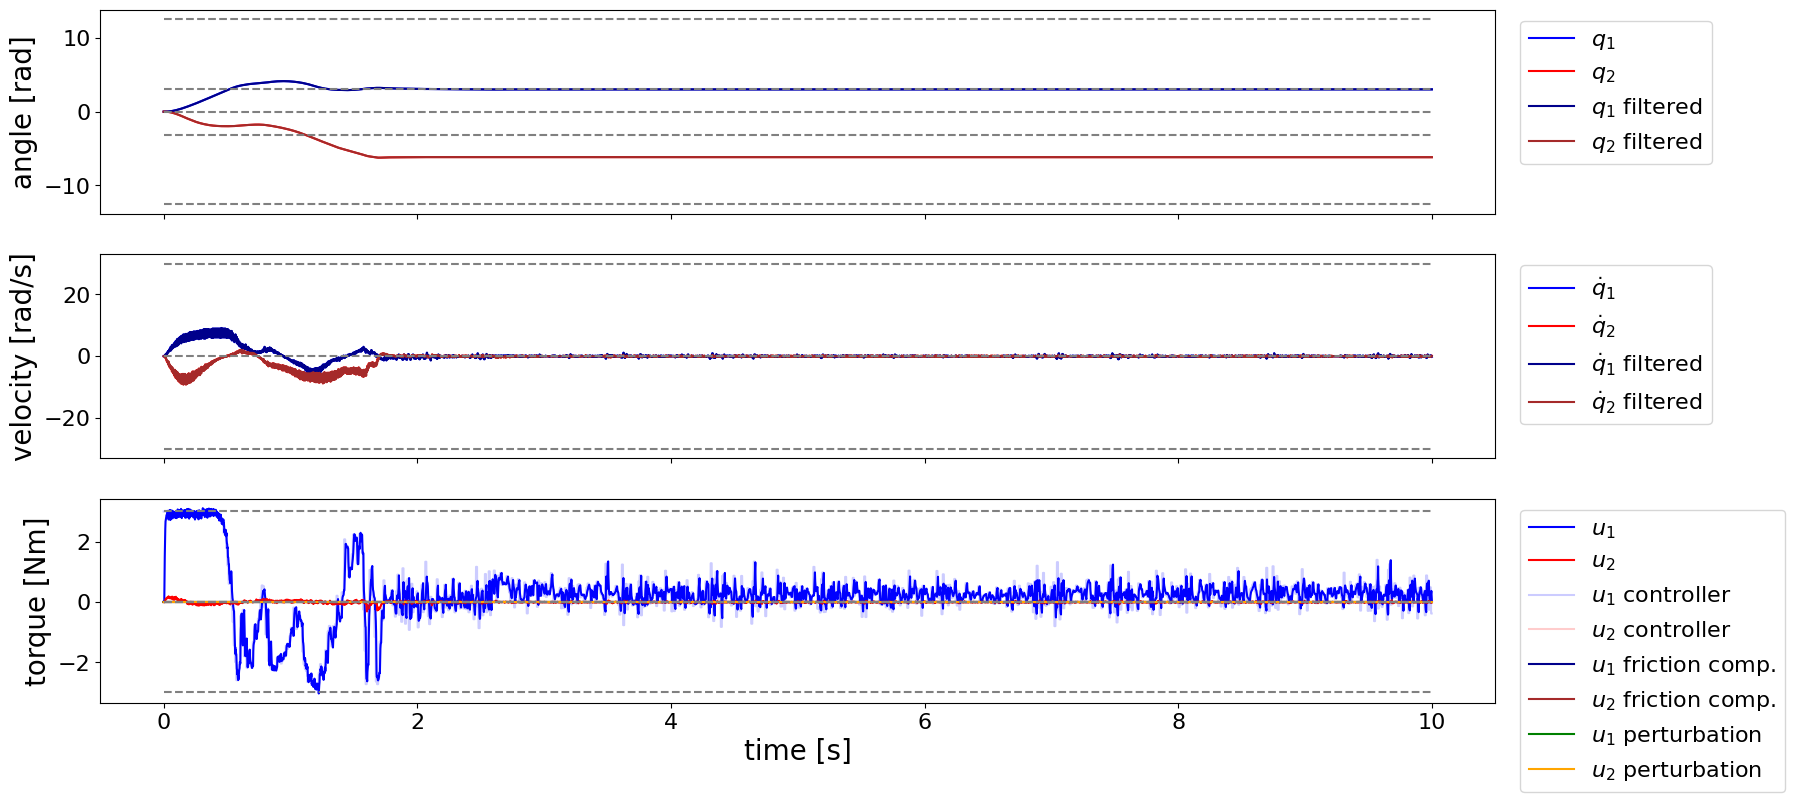 angle [rad]
10
0
−10
q₁
q₂
q₁ filtered
q₂ filtered
velocity [rad/s]
20
0
−20
q̇₁
q̇₂
q̇₁ filtered
q̇₂ filtered
torque [Nm]
2
0
−2
0 2 4 6 8 10
time [s]
u₁
u₂
u₁ controller
u₂ controller
u₁ friction comp.
u₂ friction comp.
u₁ perturbation
u₂ perturbation